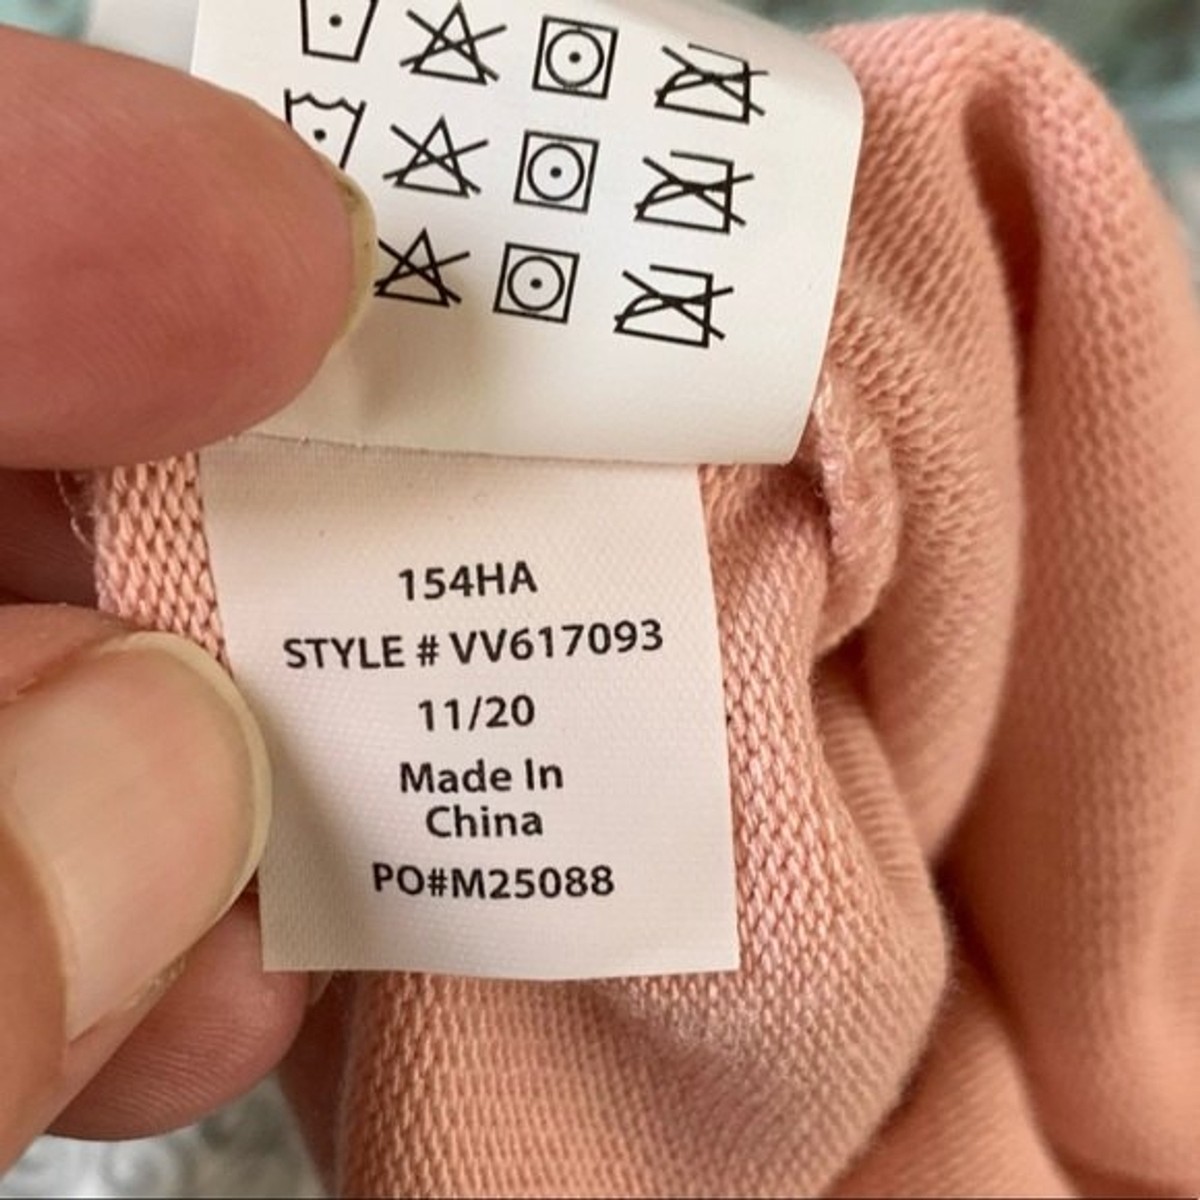 154HA
STYLE # VV617093
11/20
Made In
China
PO#M25088